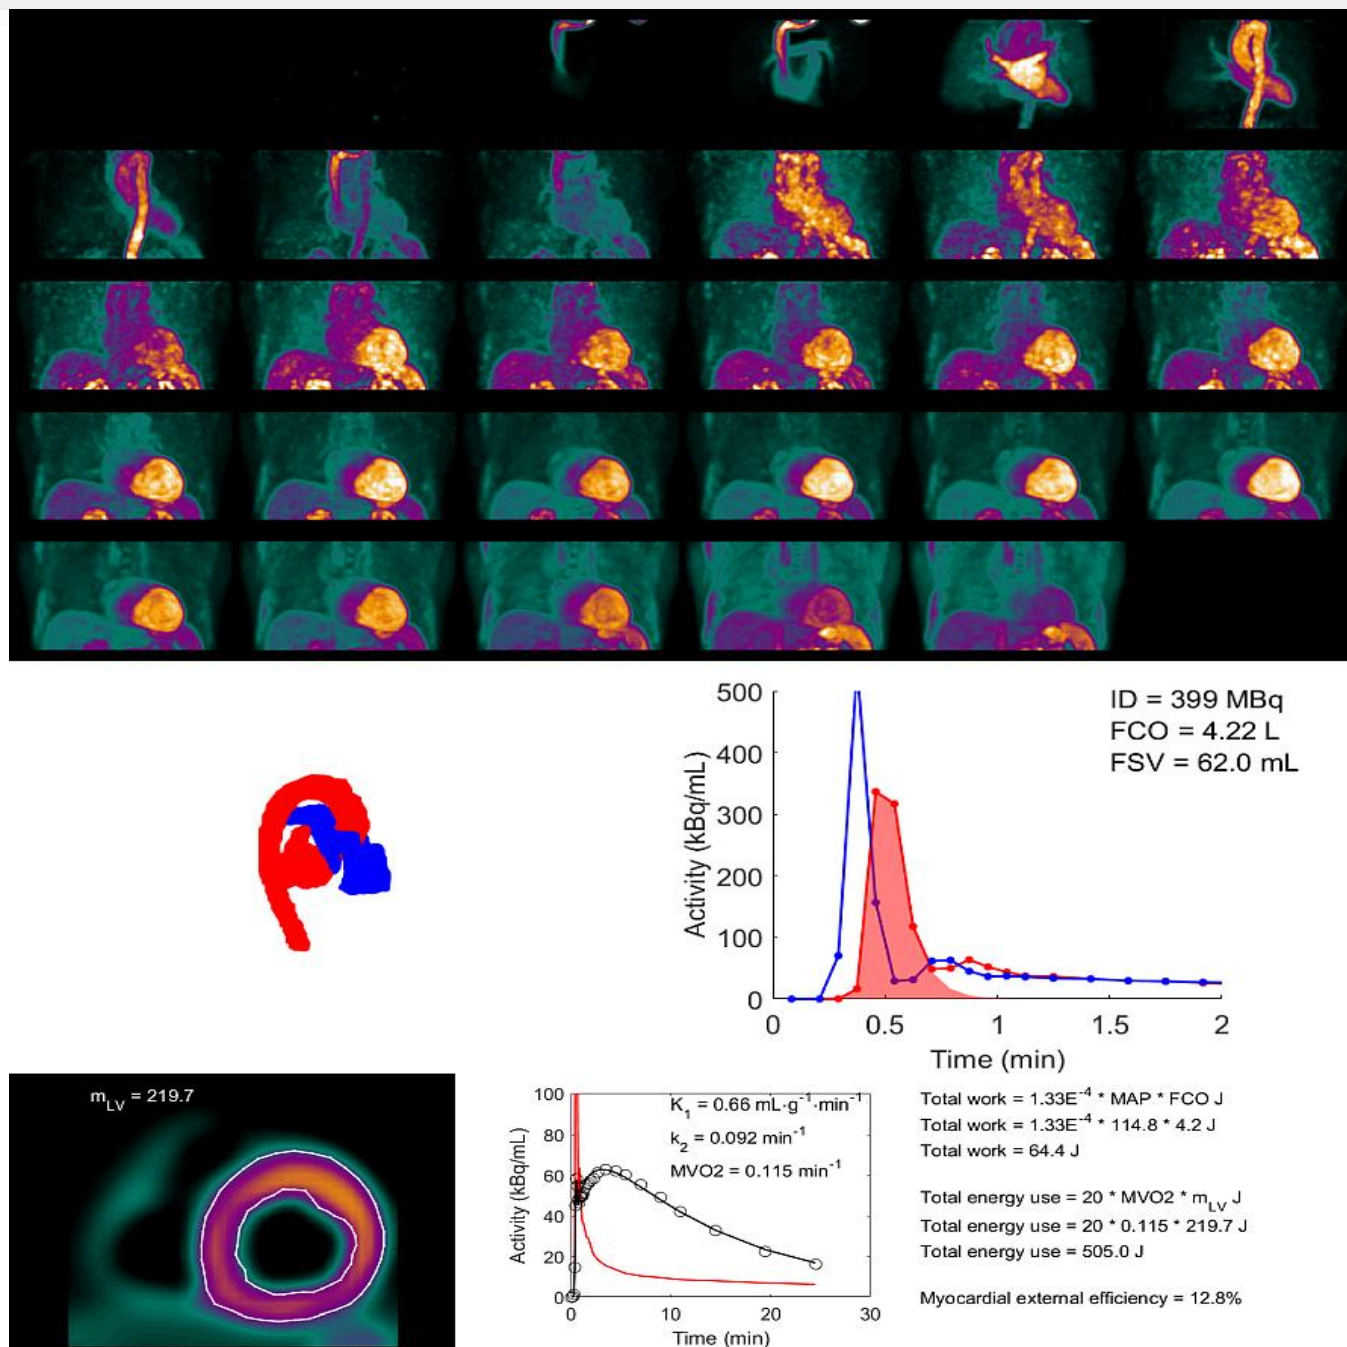 500
400
300
200
100
0
Activity (kBq/mL)
0 0.5 1 1.5 2
Time (min)
ID = 399 MBq
FCO = 4.22 L
FSV = 62.0 mL
m_LV = 219.7
100
80
60
40
20
0
Activity (kBq/mL)
0 10 20 30
Time (min)
K_1 = 0.66 mL·g^-1·min^-1
k_2 = 0.092 min^-1
MVO2 = 0.115 min^-1
Total work = 1.33E^-4 * MAP * FCO J
Total work = 1.33E^-4 * 114.8 * 4.2 J
Total work = 64.4 J
Total energy use = 20 * MVO2 * m_LV J
Total energy use = 20 * 0.115 * 219.7 J
Total energy use = 505.0 J
Myocardial external efficiency = 12.8%